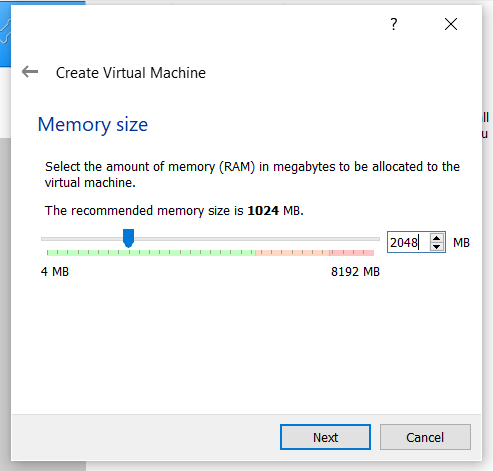 ?
Create Virtual Machine
Memory size
Select the amount of memory (RAM) in megabytes to be allocated to the
virtual machine.
The recommended memory size is 1024 MB.
2048 MB
4 MB 8192 MB
Next Cancel
ll
u